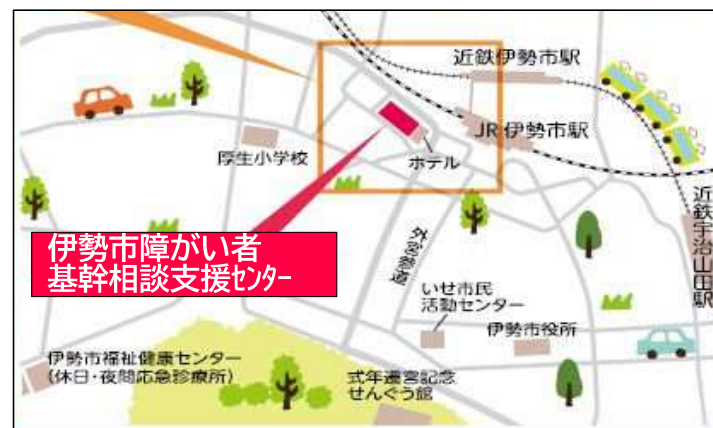 近鉄伊勢市駅
JR伊勢市駅
厚生小学校
ホテル
近鉄宇治山田駅
伊勢市障がい者
基幹相談支援ｾﾝﾀｰ
外宮参道
いせ市民
活動センター
伊勢市役所
伊勢市福祉健康センター
(休日・夜間応急診療所)
式年遷宮記念
せんぐう館